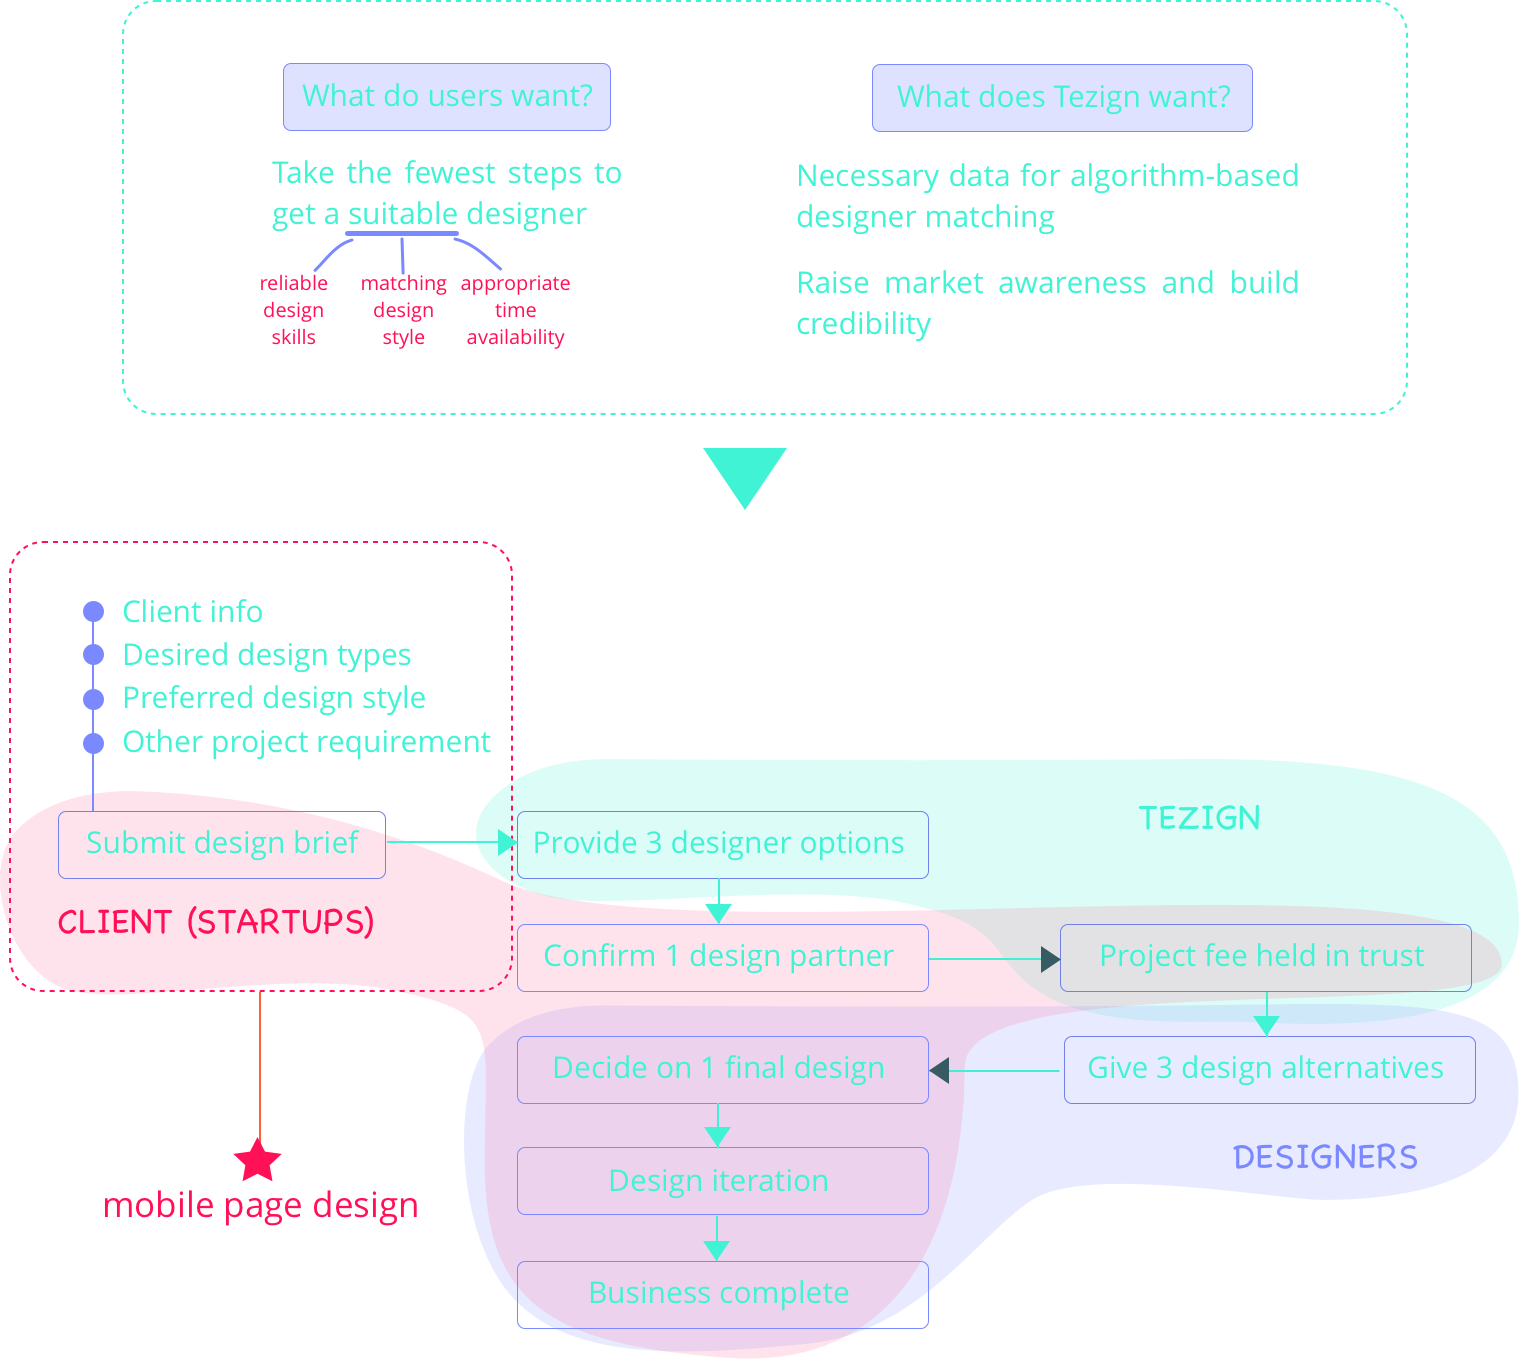 What do users want?
Take the fewest steps to
get a suitable designer
reliable
design
skills
matching
design
style
appropriate
time
availability
What does Tezign want?
Necessary data for algorithm-based
designer matching
Raise market awareness and build
credibility
Client info
Desired design types
Preferred design style
Other project requirement
Submit design brief
CLIENT (STARTUPS)
mobile page design
TEZIGN
Provide 3 designer options
Confirm 1 design partner
Project fee held in trust
Decide on 1 final design
Give 3 design alternatives
DESIGNERS
Design iteration
Business complete